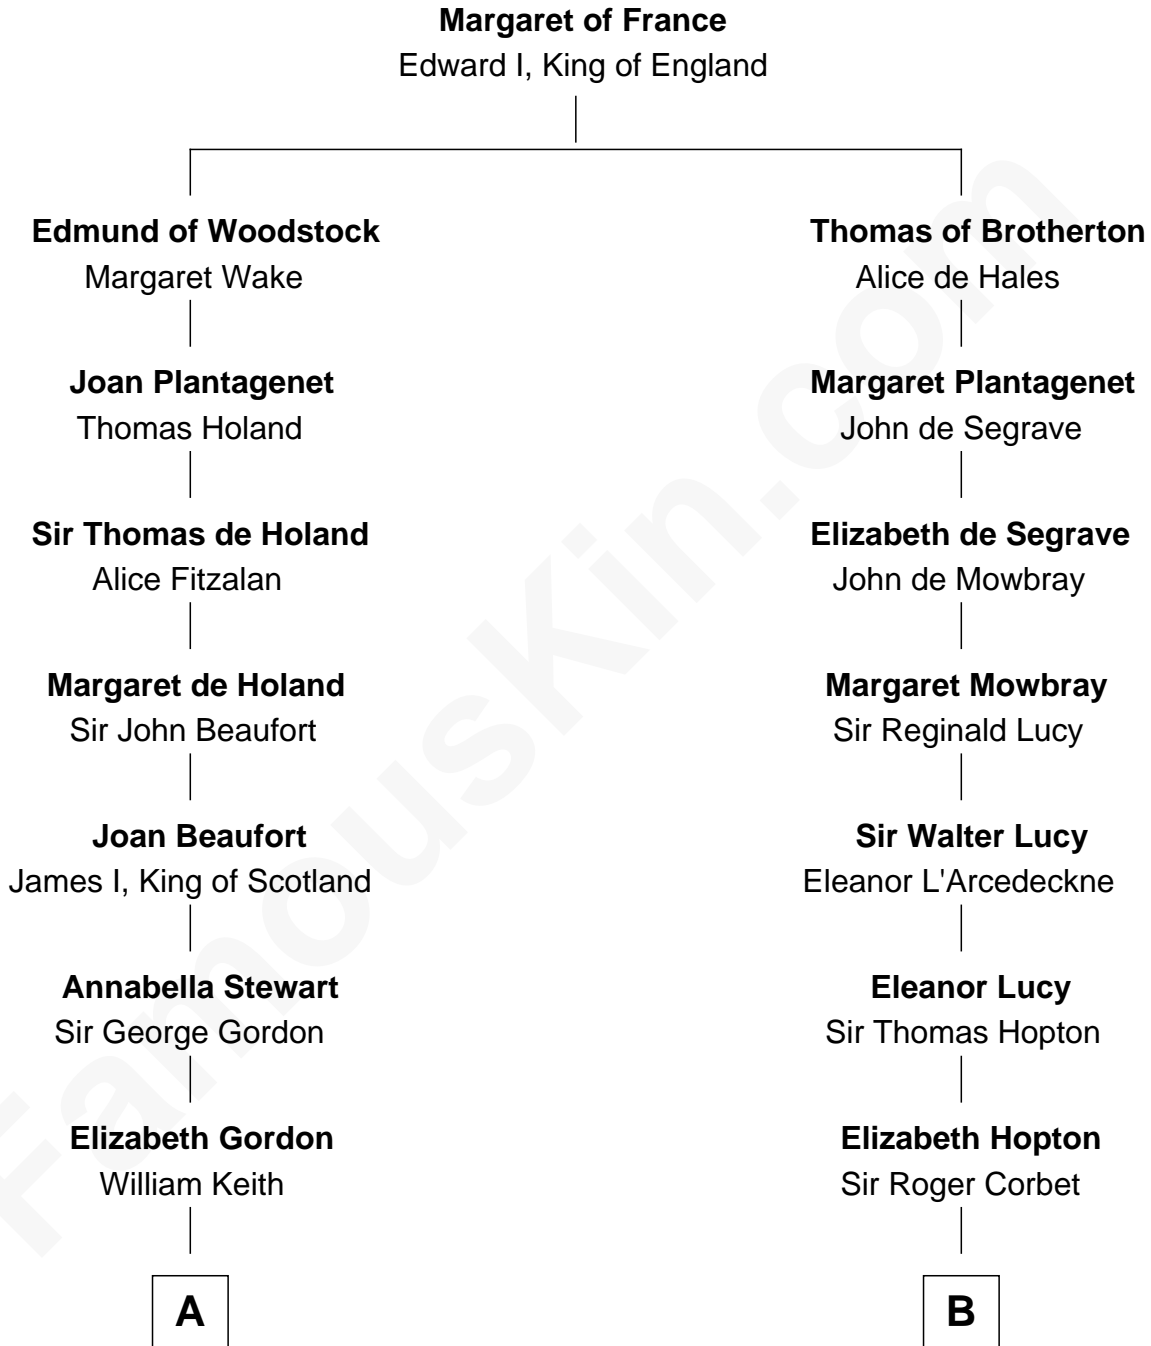 Margaret of France
Edward I, King of England
Edmund of Woodstock
Margaret Wake
Thomas of Brotherton
Alice de Hales
Joan Plantagenet
Thomas Holand
Margaret Plantagenet
John de Segrave
Sir Thomas de Holand
Alice Fitzalan
Elizabeth de Segrave
John de Mowbray
Margaret de Holand
Sir John Beaufort
Margaret Mowbray
Sir Reginald Lucy
Joan Beaufort
James I, King of Scotland
Sir Walter Lucy
Eleanor L'Arcedeckne
Annabella Stewart
Sir George Gordon
Eleanor Lucy
Sir Thomas Hopton
Elizabeth Gordon
William Keith
Elizabeth Hopton
Sir Roger Corbet
A
B
FamousKin.com